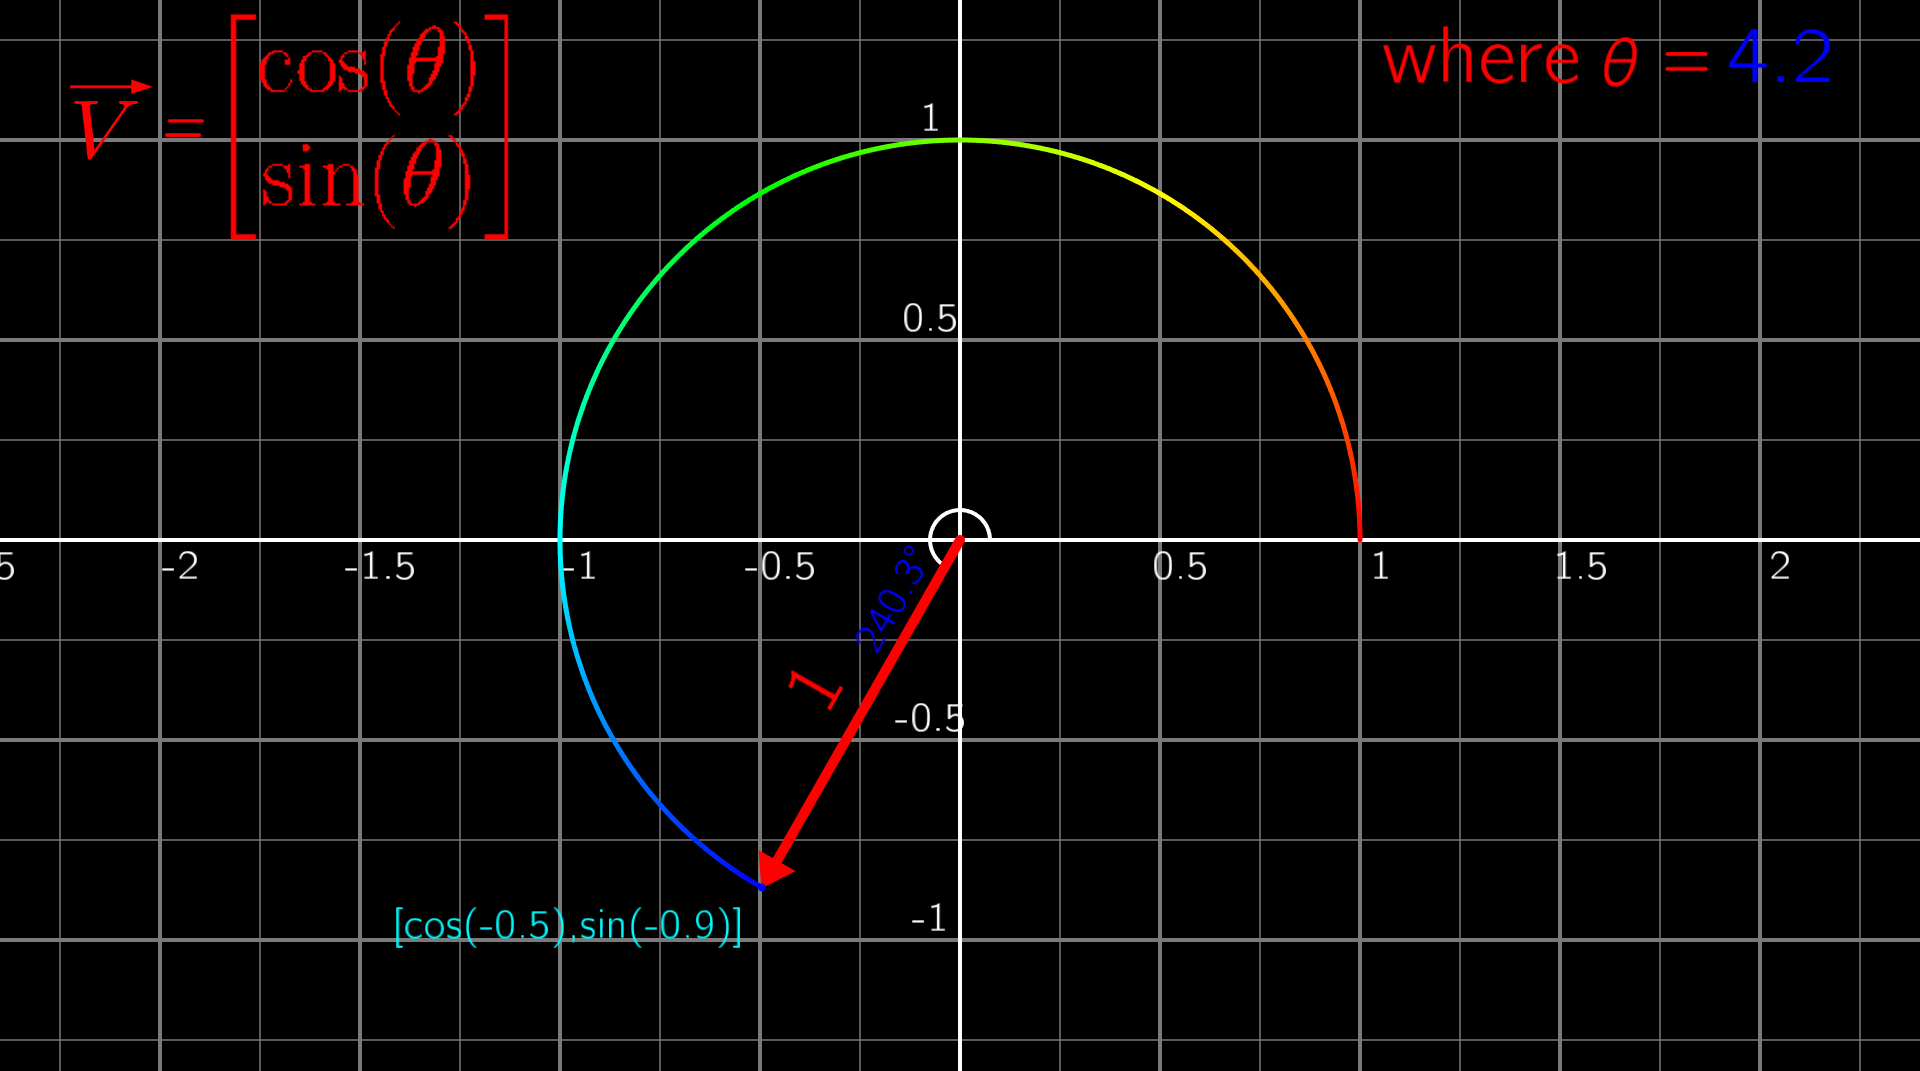 V = [cos(θ)
sin(θ)]
where θ = 4.2
1
0.5
5 -2 -1.5 -1 -0.5 0.5 1 1.5 2
240.3°
1
-0.5
-1
[cos(-0.5),sin(-0.9)]